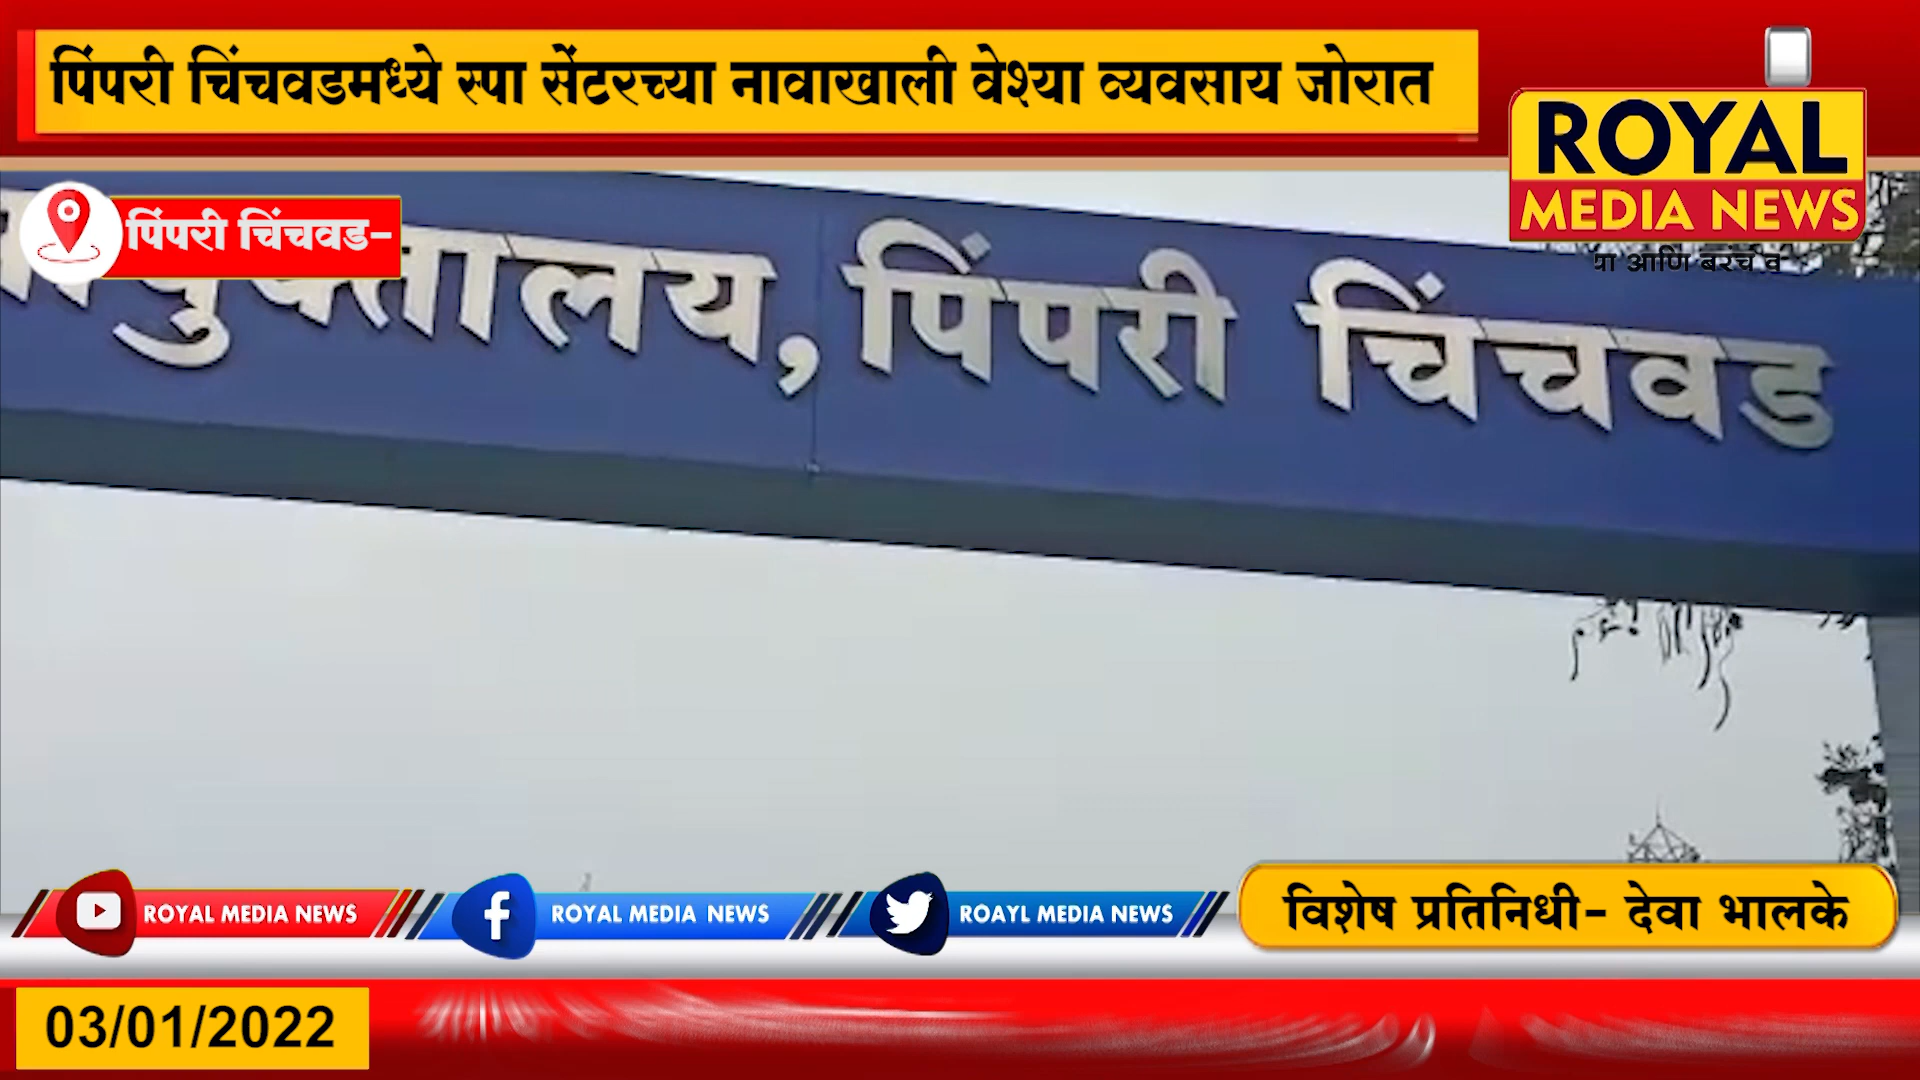 पिंपरी चिंचवडमध्ये स्पा सेंटरच्या नावाखाली वेश्या व्यवसाय जोरात
ROYAL
MEDIA NEWS
आणि
पिंपरी चिंचवड-
पिंपरी चिंचवड
ROYAL MEDIA NEWS
ROYAL MEDIA NEWS
ROAYL MEDIA NEWS
विशेष प्रतिनिधी- देवा भालके
03/01/2022